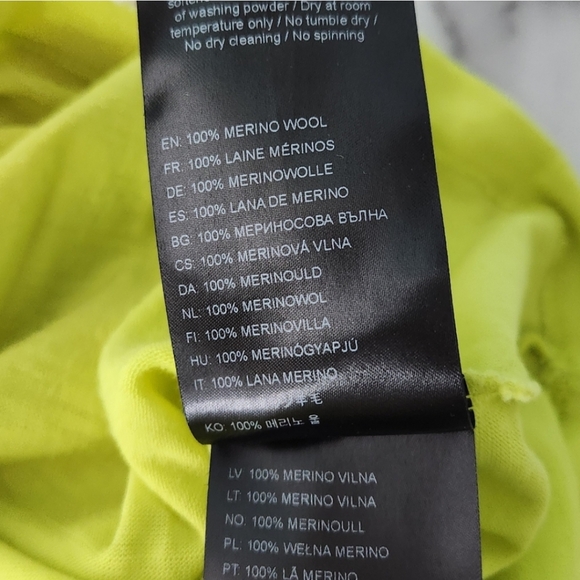 of washing powder / Dry at room
temperature only / No tumble dry /
No dry cleaning / No spinning
EN: 100% MERINO WOOL
FR: 100% LAINE MÉRINOS
DE: 100% MERINOWOLLE
ES: 100% LANA DE MERINO
BG: 100% МЕРИНОСОВА ВЪЛНА
CS: 100% MERINOVÁ VLNA
DA: 100% MERINOULD
NL: 100% MERINOWOL
FI: 100% MERINOVILLA
HU: 100% MERINÓGYAPJÚ
IT: 100% LANA MERINO
羊毛
KO: 100% 메리노 울
LV: 100% MERINO VILNA
LT: 100% MERINO VILNA
NO: 100% MERINOULL
PL: 100% WEŁNA MERINO
PT: 100% LÃ MERINO